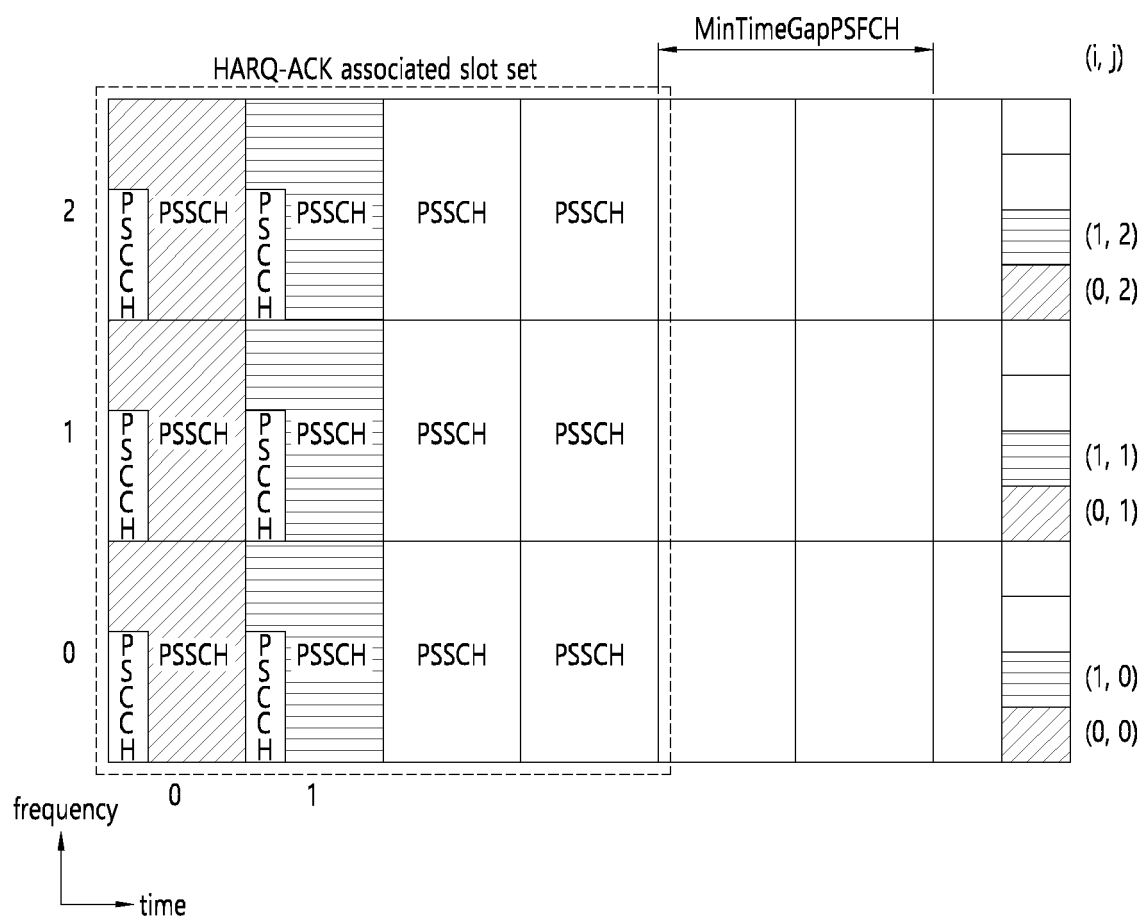 MinTimeGapPSFCH
(i, j)
HARQ-ACK associated slot set
2
PSCCH
PSSCH
PSCCH
PSSCH
PSSCH
PSSCH
(1, 2)
(0, 2)
1
PSCCH
PSSCH
PSCCH
PSSCH
PSSCH
PSSCH
(1, 1)
(0, 1)
0
PSCCH
PSSCH
PSCCH
PSSCH
PSSCH
PSSCH
(1, 0)
(0, 0)
0
1
frequency
time